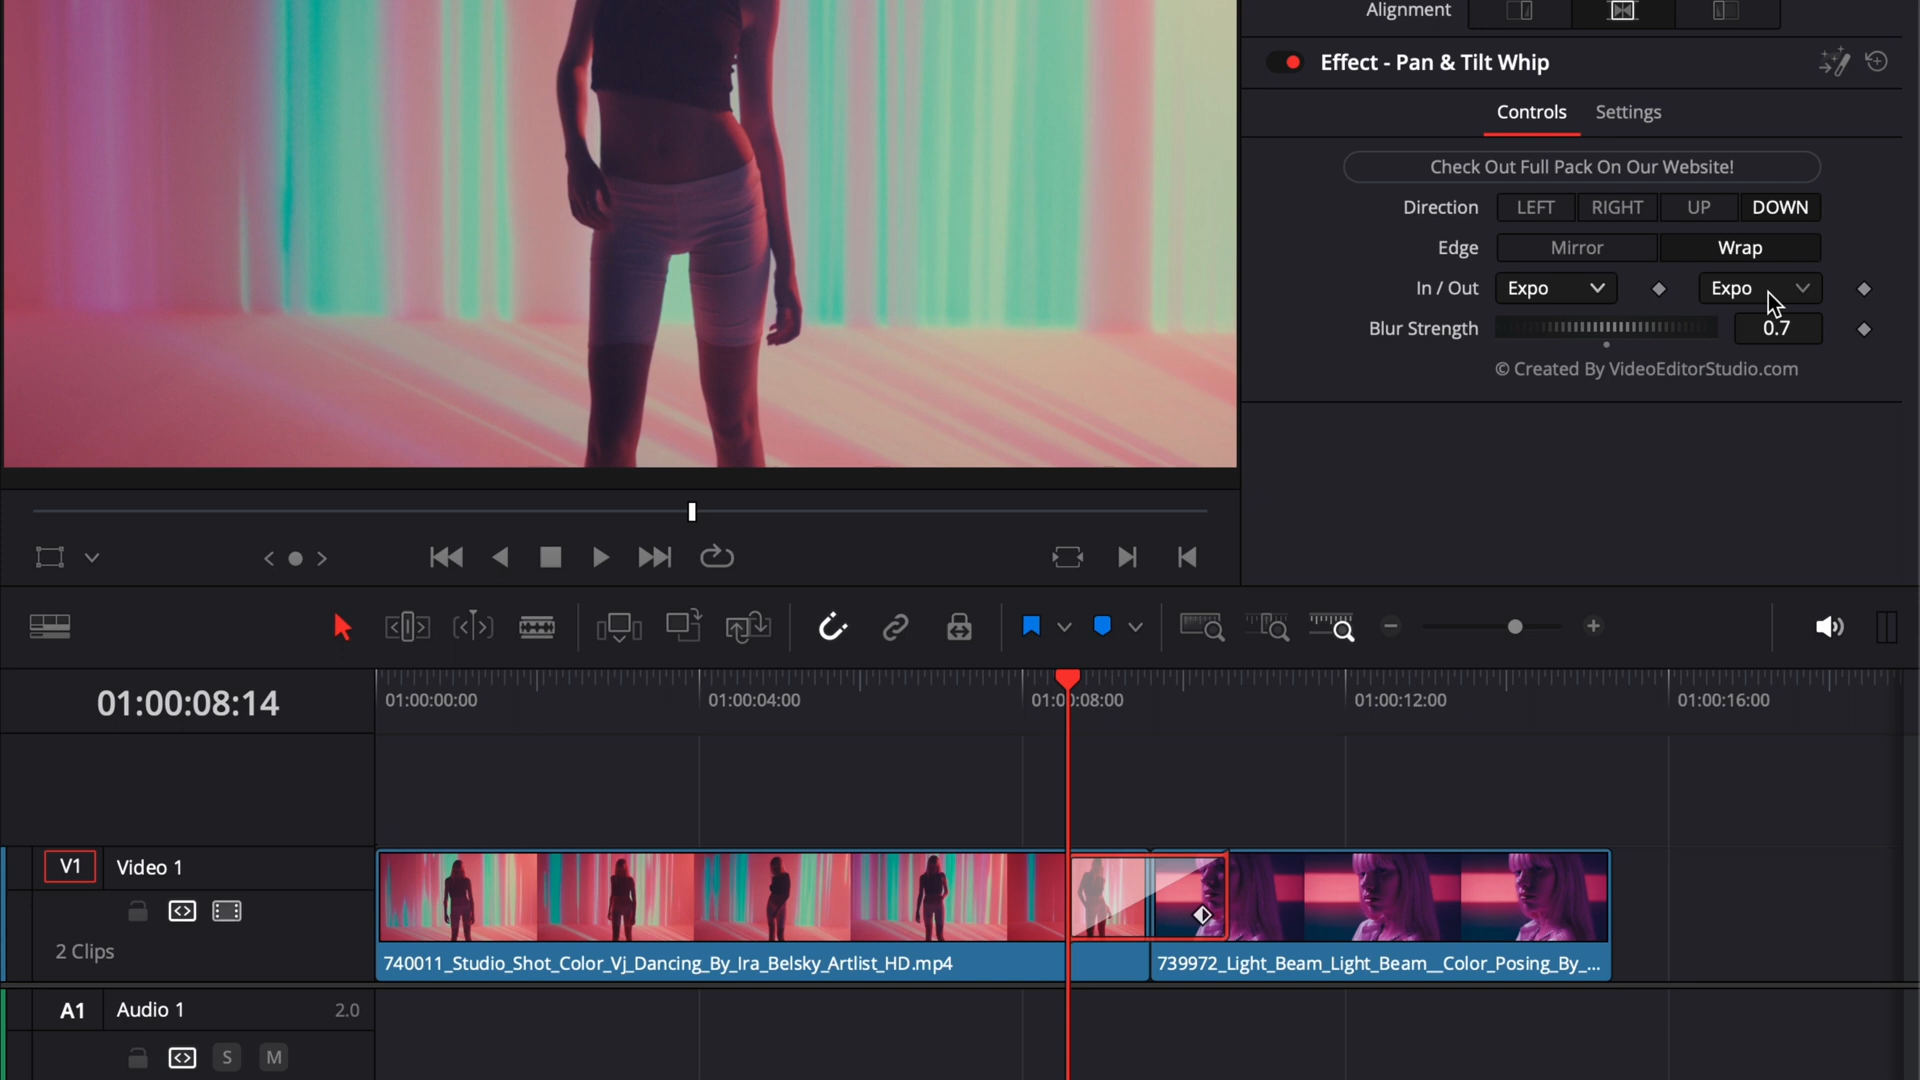 Alignment
Effect - Pan & Tilt Whip
Controls Settings
Check Out Full Pack On Our Website!
Direction LEFT RIGHT UP DOWN
Edge Mirror Wrap
In / Out Expo Expo
Blur Strength 0.7
© Created By VideoEditorStudio.com
01:00:08:14
01:00:00:00 01:00:04:00 01:00:08:00 01:00:12:00 01:00:16:00
V1 Video 1
2 Clips
740011_Studio_Shot_Color_Vj_Dancing_By_Ira_Belsky_Artlist_HD.mp4
739972_Light_Beam_Light_Beam__Color_Posing_By_...
A1 Audio 1 2.0
S M